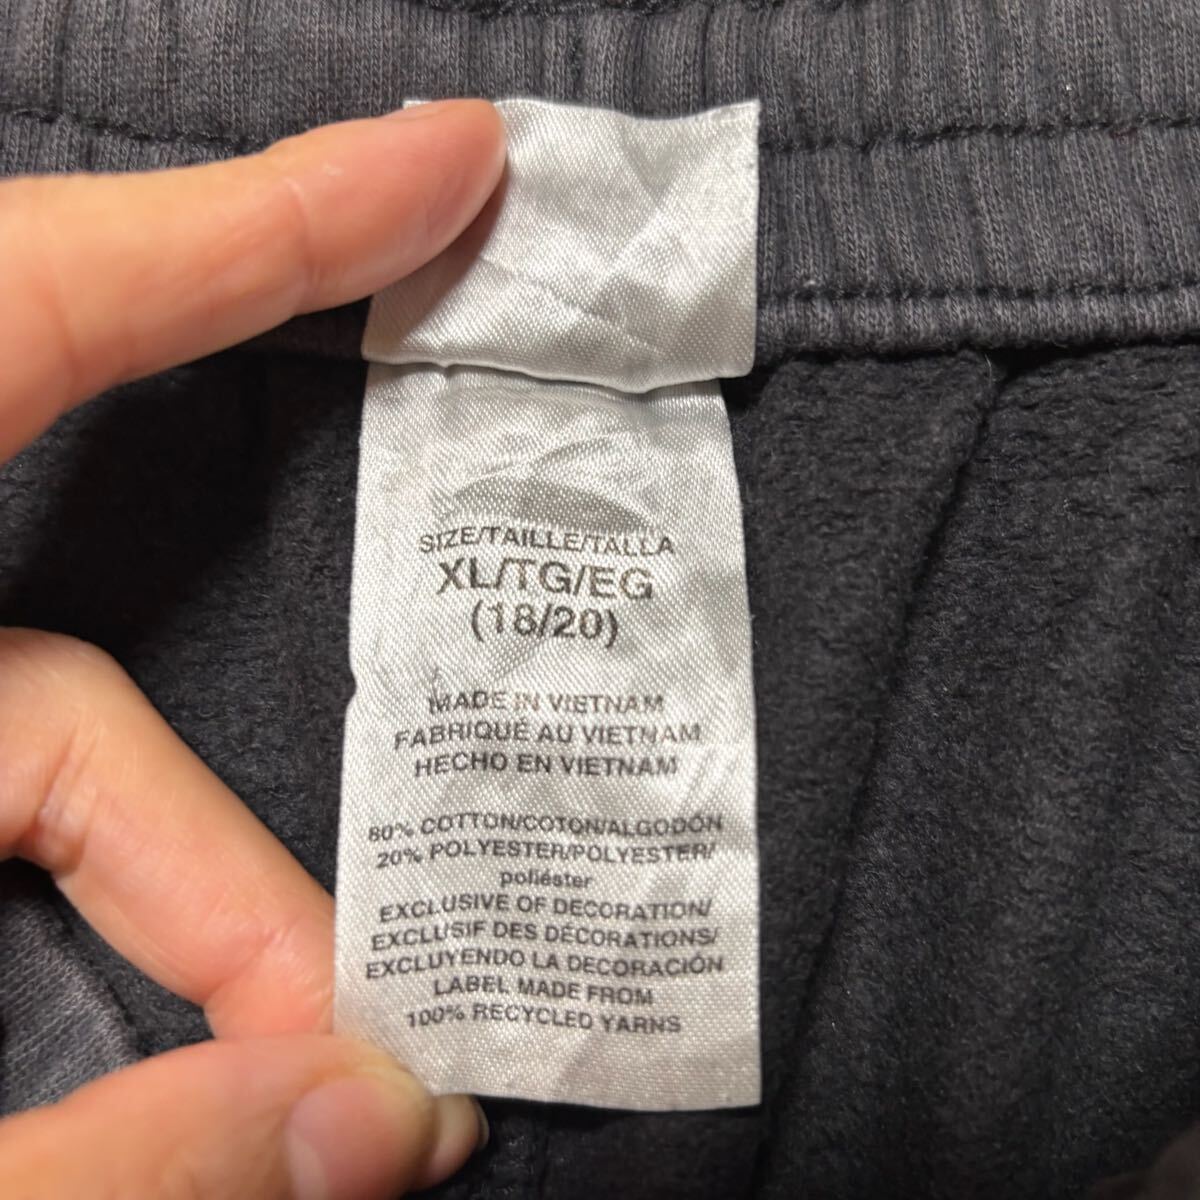 SIZE/TAILLE/TALLA
XL/TG/EG
(18/20)
MADE IN VIETNAM
FABRIQUÉ AU VIETNAM
HECHO EN VIETNAM
80% COTTON/COTON/ALGODÓN
20% POLYESTER/POLYESTER/
poliéster
EXCLUSIVE OF DECORATION/
EXCLUSIF DES DÉCORATIONS/
EXCLUYENDO LA DECORACIÓN
LABEL MADE FROM
100% RECYCLED YARNS